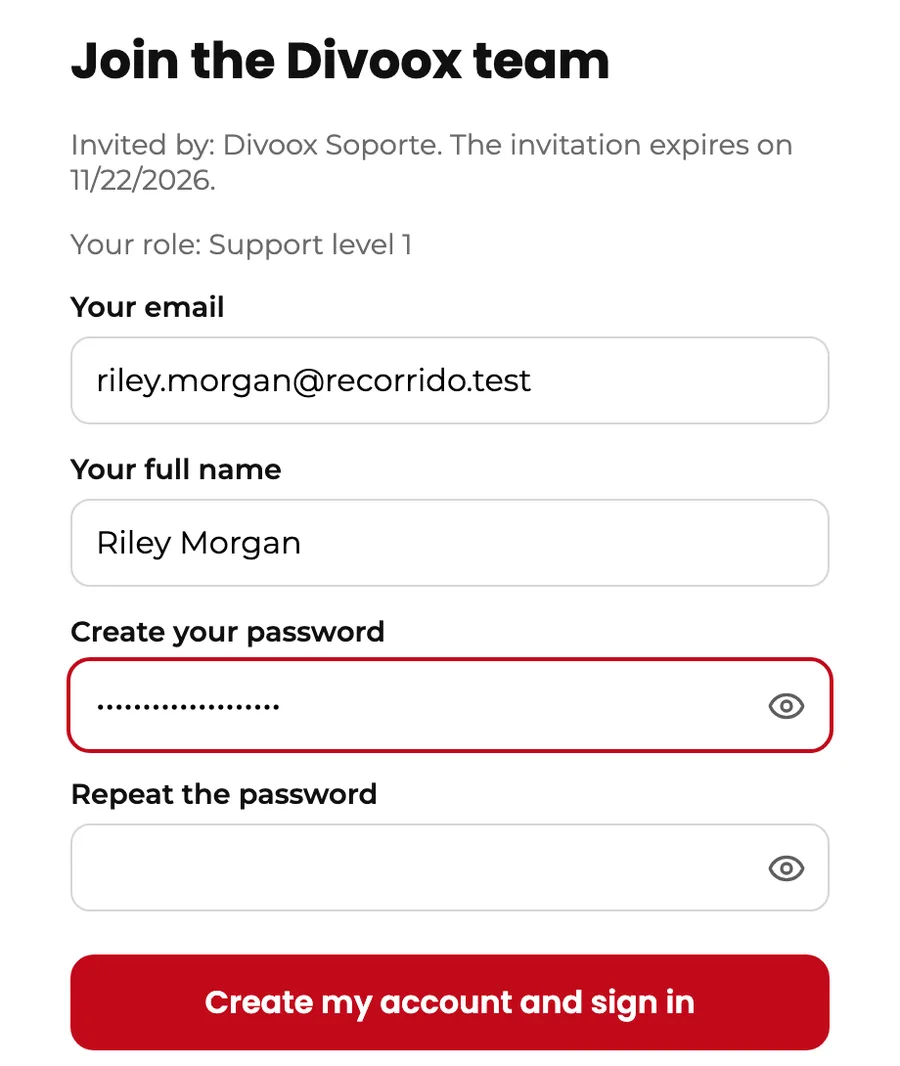 Join the Divoox team
Invited by: Divoox Soporte. The invitation expires on
11/22/2026.
Your role: Support level 1
Your email
riley.morgan@recorrido.test
Your full name
Riley Morgan
Create your password
••••••••••••••••••••
Repeat the password
Create my account and sign in